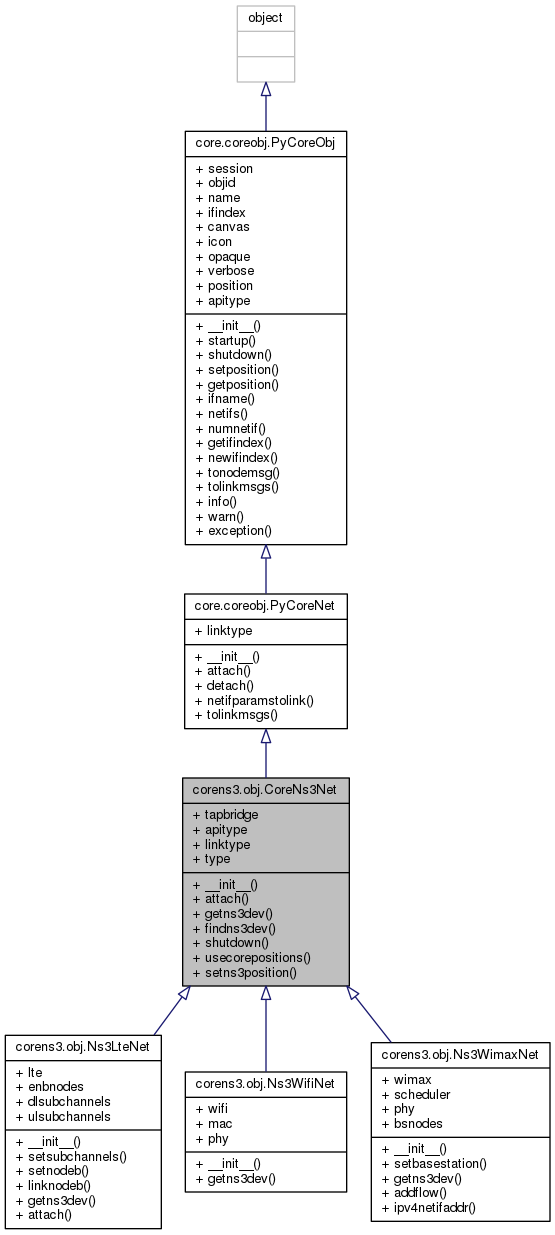 object
core.coreobj.PyCoreObj
+ session
+ objid
+ name
+ ifindex
+ canvas
+ icon
+ opaque
+ verbose
+ position
+ apitype
+ __init__()
+ startup()
+ shutdown()
+ setposition()
+ getposition()
+ ifname()
+ netifs()
+ numnetif()
+ getifindex()
+ newifindex()
+ tonodemsg()
+ tolinkmsgs()
+ info()
+ warn()
+ exception()
core.coreobj.PyCoreNet
+ linktype
+ __init__()
+ attach()
+ detach()
+ netifparamstolink()
+ tolinkmsgs()
corens3.obj.CoreNs3Net
+ tapbridge
+ apitype
+ linktype
+ type
+ __init__()
+ attach()
+ getns3dev()
+ findns3dev()
+ shutdown()
+ usecorepositions()
+ setns3position()
corens3.obj.Ns3LteNet
+ lte
+ enbnodes
+ dlsubchannels
+ ulsubchannels
+ __init__()
+ setsubchannels()
+ setnodeb()
+ linknodeb()
+ getns3dev()
+ attach()
corens3.obj.Ns3WifiNet
+ wifi
+ mac
+ phy
+ __init__()
+ getns3dev()
corens3.obj.Ns3WimaxNet
+ wimax
+ scheduler
+ phy
+ bsnodes
+ __init__()
+ setbasestation()
+ getns3dev()
+ addflow()
+ ipv4netifaddr()